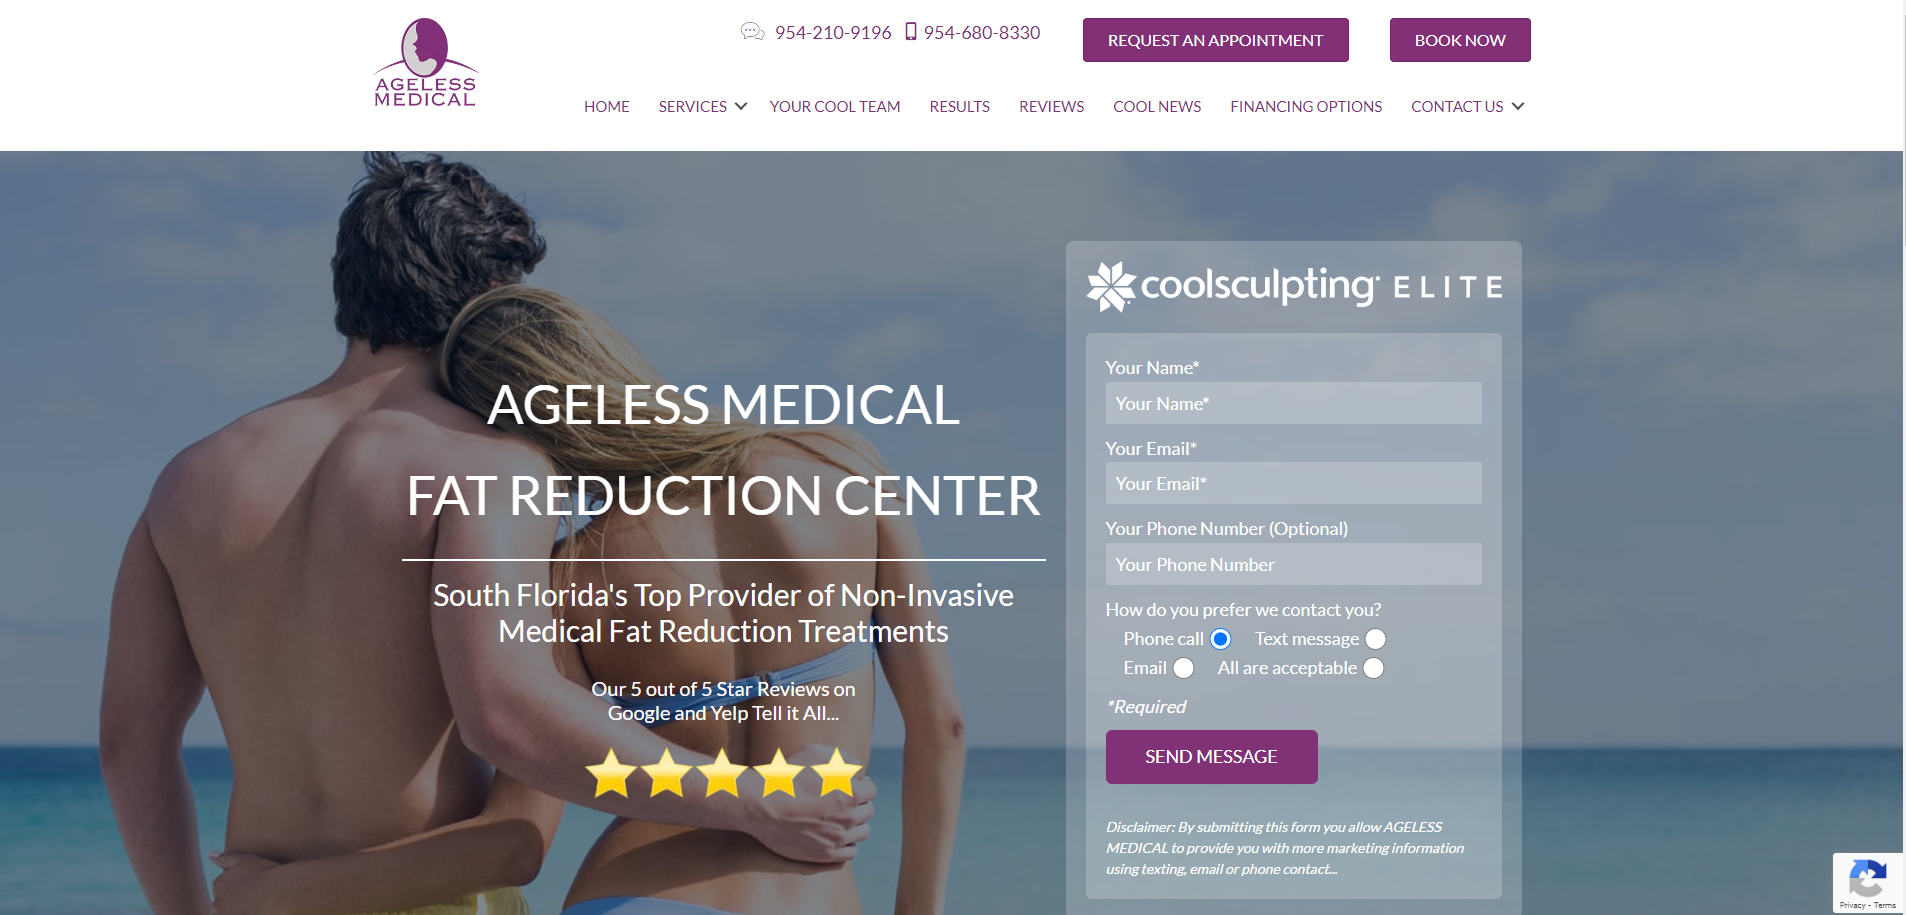 AGELESS
MEDICAL
954-210-9196 954-680-8330
REQUEST AN APPOINTMENT
BOOK NOW
HOME SERVICES YOUR COOL TEAM RESULTS REVIEWS COOL NEWS FINANCING OPTIONS CONTACT US
AGELESS MEDICAL
FAT REDUCTION CENTER
South Florida's Top Provider of Non-Invasive
Medical Fat Reduction Treatments
Our 5 out of 5 Star Reviews on
Google and Yelp Tell it All...
coolsculpting ELITE
Your Name*
Your Name*
Your Email*
Your Email*
Your Phone Number (Optional)
Your Phone Number
How do you prefer we contact you?
Phone call Text message
Email All are acceptable
*Required
SEND MESSAGE
Disclaimer: By submitting this form you allow AGELESS
MEDICAL to provide you with more marketing information
using texting, email or phone contact...
Privacy - Terms